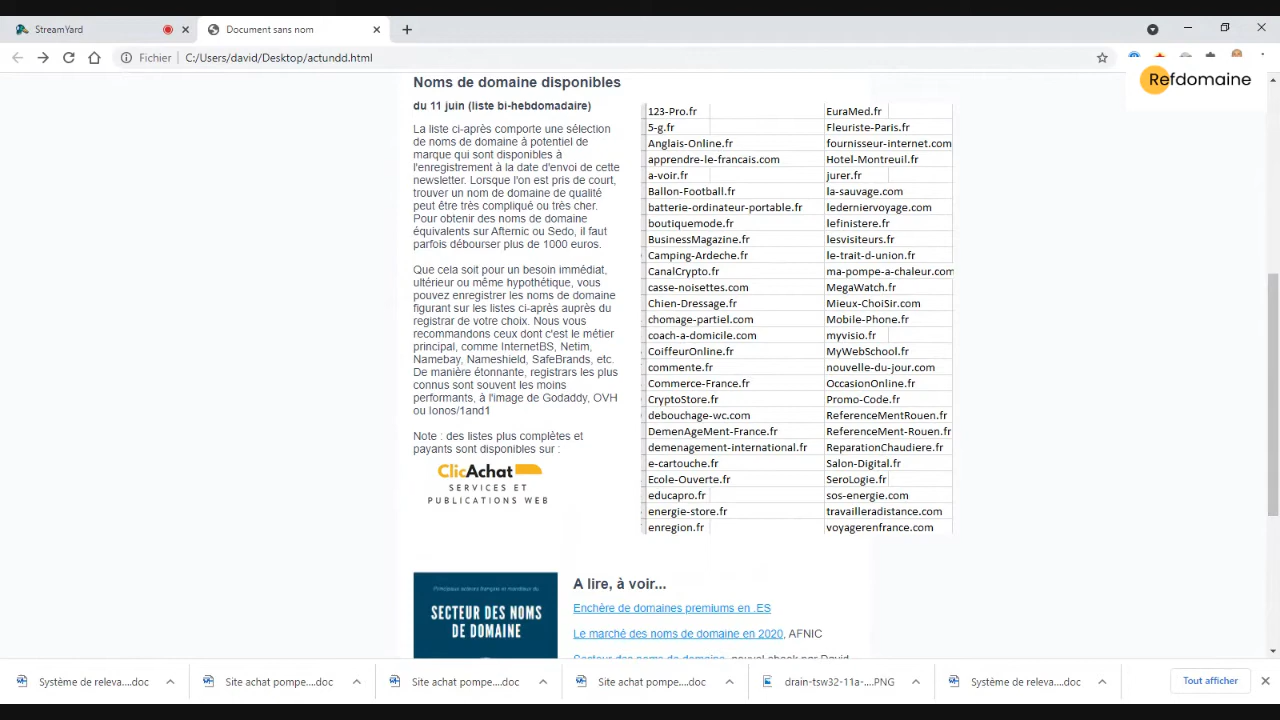 StreamYard
Document sans nom
Fichier
C:/Users/david/Desktop/actundd.html
Refdomaine
Noms de domaine disponibles
du 11 juin (liste bi-hebdomadaire)
La liste ci-après comporte une sélection
de noms de domaine à potentiel de
marque qui sont disponibles à
l'enregistrement à la date d'envoi de cette
newsletter. Lorsque l'on est pris de court,
trouver un nom de domaine de qualité
peut être très compliqué ou très cher.
Pour obtenir des noms de domaine
équivalents sur Afternic ou Sedo, il faut
parfois débourser plus de 1000 euros.
Que cela soit pour un besoin immédiat,
ultérieur ou même hypothétique, vous
pouvez enregistrer les noms de domaine
figurant sur les listes ci-après auprès du
registrar de votre choix. Nous vous
recommandons ceux dont c'est le métier
principal, comme InternetBS, Netim,
Namebay, Nameshield, SafeBrands, etc.
De manière étonnante, registrars les plus
connus sont souvent les moins
performants, à l'image de Godaddy, OVH
ou Ionos/1and1
Note : des listes plus complètes et
payants sont disponibles sur :
ClicAchat
SERVICES ET
PUBLICATIONS WEB
123-Pro.fr
5-g.fr
Anglais-Online.fr
apprendre-le-francais.com
a-voir.fr
Ballon-Football.fr
batterie-ordinateur-portable.fr
boutiquemode.fr
BusinessMagazine.fr
Camping-Ardeche.fr
CanalCrypto.fr
casse-noisettes.com
Chien-Dressage.fr
chomage-partiel.com
coach-a-domicile.com
CoiffeurOnline.fr
commente.fr
Commerce-France.fr
CryptoStore.fr
debouchage-wc.com
DemenAgeMent-France.fr
demenagement-international.fr
e-cartouche.fr
Ecole-Ouverte.fr
educapro.fr
energie-store.fr
enregion.fr
EuraMed.fr
Fleuriste-Paris.fr
fournisseur-internet.com
Hotel-Montreuil.fr
jurer.fr
la-sauvage.com
lederniervoyage.com
lefinistere.fr
lesvisiteurs.fr
le-trait-d-union.fr
ma-pompe-a-chaleur.com
MegaWatch.fr
Mieux-ChoiSir.com
Mobile-Phone.fr
myvisio.fr
MyWebSchool.fr
nouvelle-du-jour.com
OccasionOnline.fr
Promo-Code.fr
ReferenceMentRouen.fr
ReferenceMent-Rouen.fr
ReparationChaudiere.fr
Salon-Digital.fr
SeroLogie.fr
sos-energie.com
travailleradistance.com
voyagerenfrance.com
Principaux acteurs français et mondiaux du
SECTEUR DES NOMS
DE DOMAINE
A lire, à voir...
Enchère de domaines premiums en .ES
Le marché des noms de domaine en 2020, AFNIC
Secteur des noms de domaine, nouvel ebook par David
Système de releva....doc
Site achat pompe....doc
Site achat pompe....doc
Site achat pompe....doc
drain-tsw32-11a-....PNG
Système de releva....doc
Tout afficher